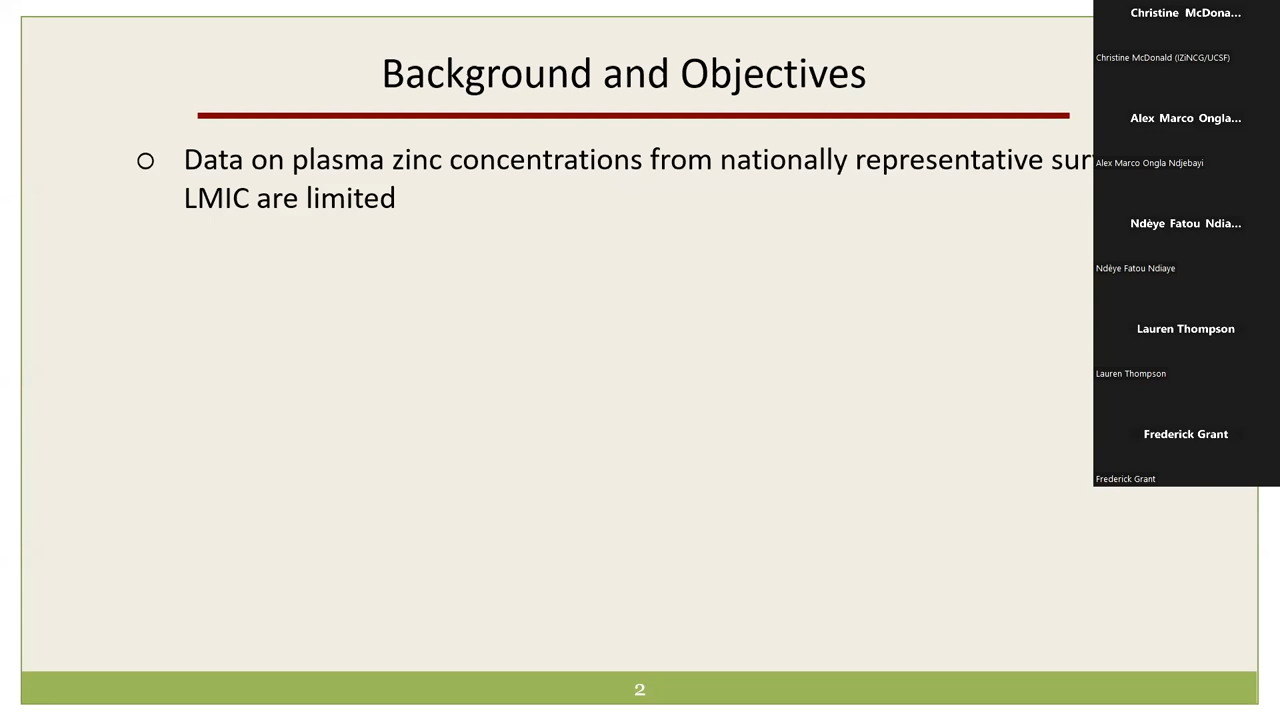 Background and Objectives
○ Data on plasma zinc concentrations from nationally representative
LMIC are limited
2
Christine McDona...
Christine McDonald (IZiNCG/UCSF)
Alex Marco Ongla...
Alex Marco Ongla Ndjebayi
Ndèye Fatou Ndia...
Ndèye Fatou Ndiaye
Lauren Thompson
Lauren Thompson
Frederick Grant
Frederick Grant